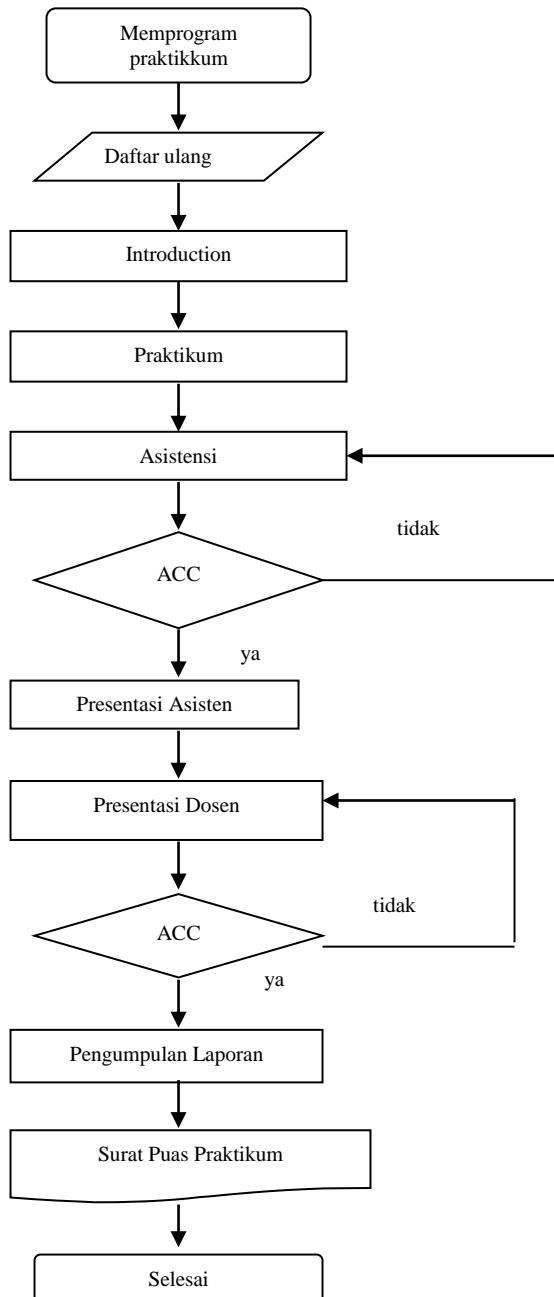 Memprogram
praktikkum
Daftar ulang
Introduction
Praktikum
Asistensi
tidak
ACC
ya
Presentasi Asisten
Presentasi Dosen
tidak
ACC
ya
Pengumpulan Laporan
Surat Puas Praktikum
Selesai